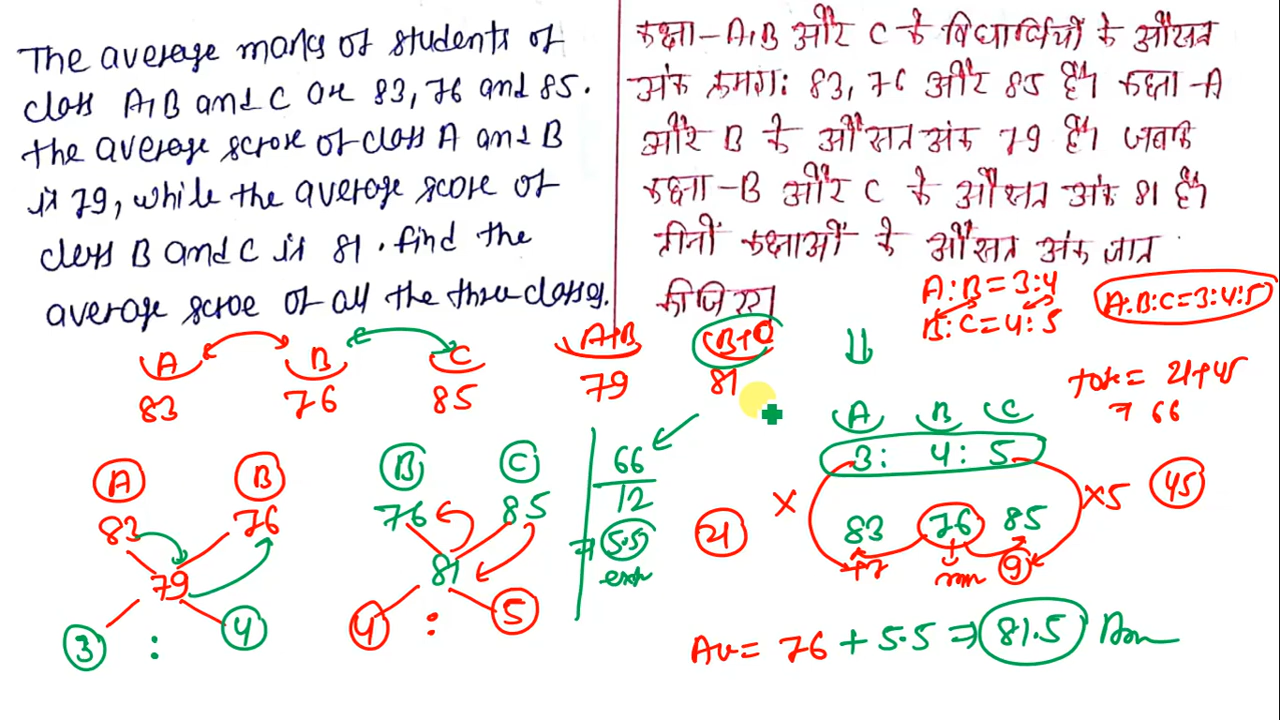 The average marks of students of
class A, B and C are 83, 76 and 85.
the average scrose of class A and B
is 79, while the average score of
class B and C is 81. find the
average scroe of all the three classes.
कक्षा-A, B और C के विधार्थियों के औसत
अंक क्रमश: 83, 76 और 85 हैं। कक्षा-A
और B के औसत अंक 79 हैं। जबकि
कक्षा-B और C के औसत अंक 81 हैं
तीनों कक्षाओं के औसत अंक ज्ञात
कीजिए।
A:B=3:4
B:C=4:5
A:B:C=3:4:5
A B C A+B B+C
83 76 85 79 81
Tota = 21+45
= 66
A B
83 76
79
3 : 4
B C
76 85
81
4 : 5
66
12
= 5.5
A B C
3: 4: 5
× ×5
83 76 85
+7 9
21 45
Av = 76 + 5.5 ⇒ 81.5 Ans